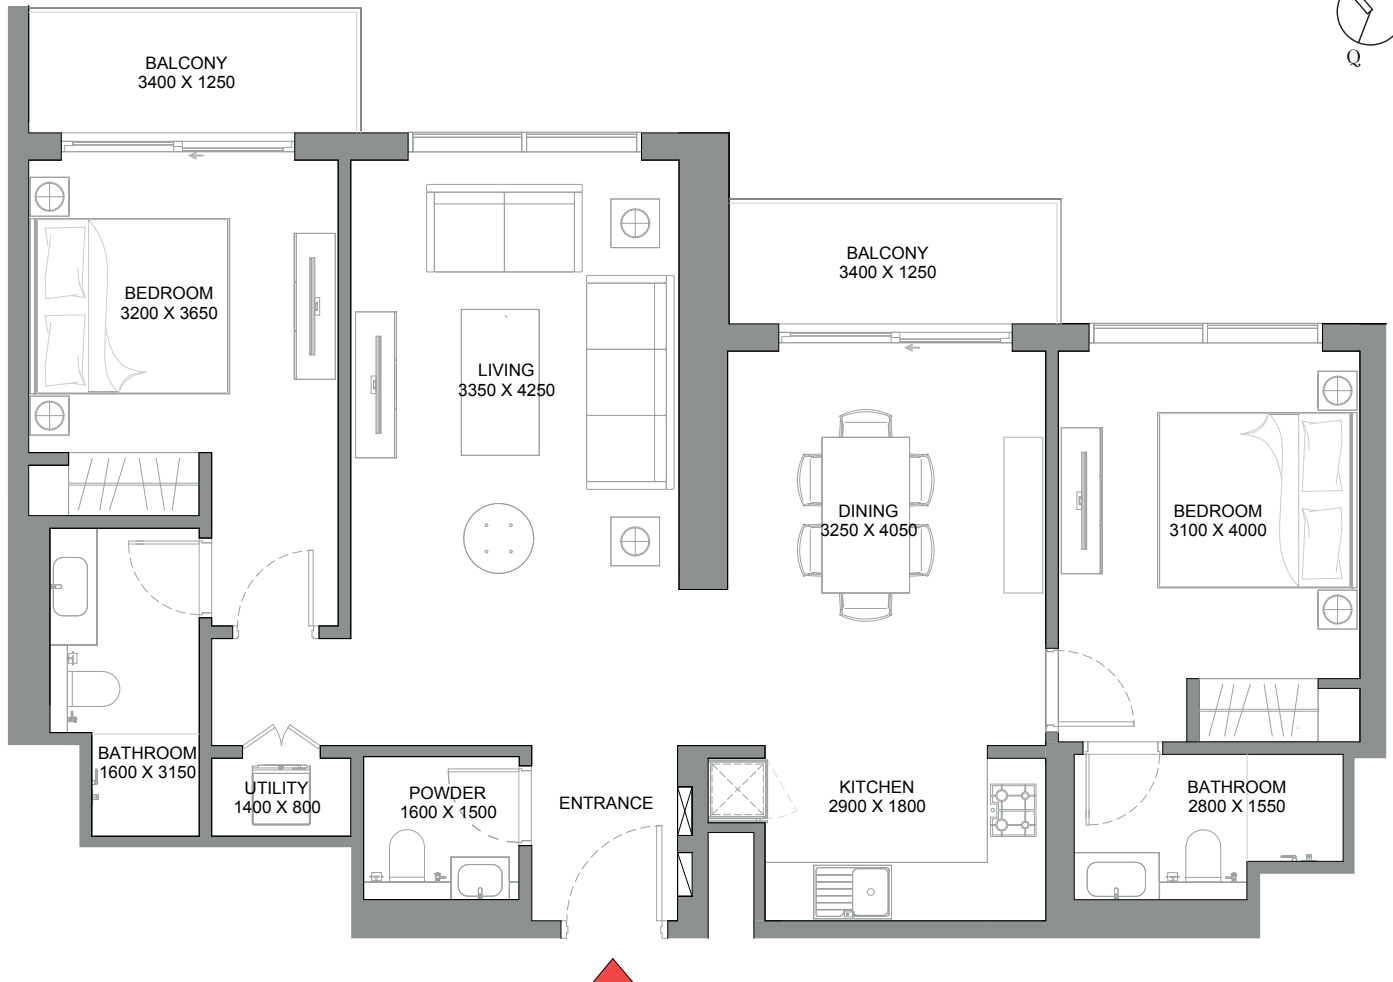 Q
BALCONY
3400 X 1250
BALCONY
3400 X 1250
BEDROOM
3200 X 3650
LIVING
3350 X 4250
DINING
3250 X 4050
BEDROOM
3100 X 4000
BATHROOM
1600 X 3150
UTILITY
1400 X 800
POWDER
1600 X 1500
ENTRANCE
KITCHEN
2900 X 1800
BATHROOM
2800 X 1550